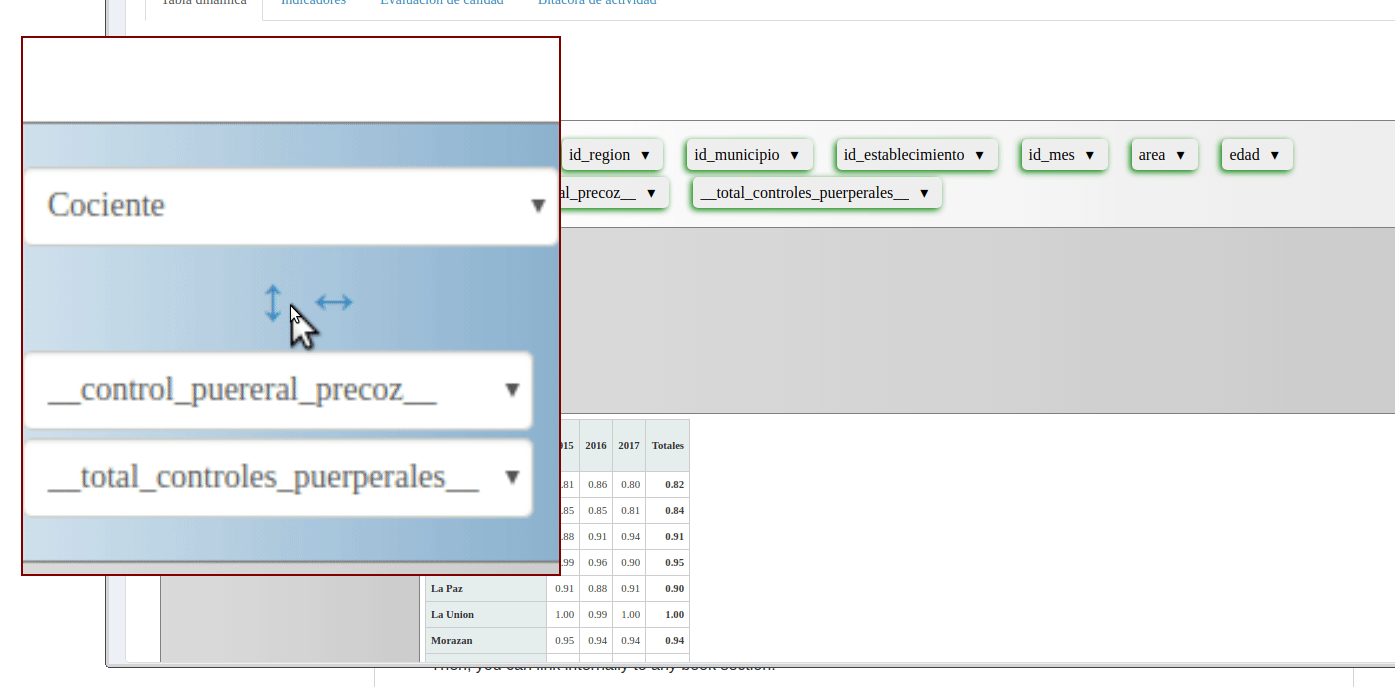 Tabla dinámica Indicadores Evaluación de calidad Bitácora de actividad
id_region ▼ id_municipio ▼ id_establecimiento ▼ id_mes ▼ area ▼ edad ▼
al_precoz__ ▼ __total_controles_puerperales__ ▼
Cociente ▼
__control_puereral_precoz__ ▼
__total_controles_puerperales__ ▼
15 2016 2017 Totales
.81 0.86 0.80 0.82
.85 0.85 0.81 0.84
.88 0.91 0.94 0.91
.99 0.96 0.90 0.95
La Paz 0.91 0.88 0.91 0.90
La Union 1.00 0.99 1.00 1.00
Morazan 0.95 0.94 0.94 0.94
Then, you can link internally to any book section.